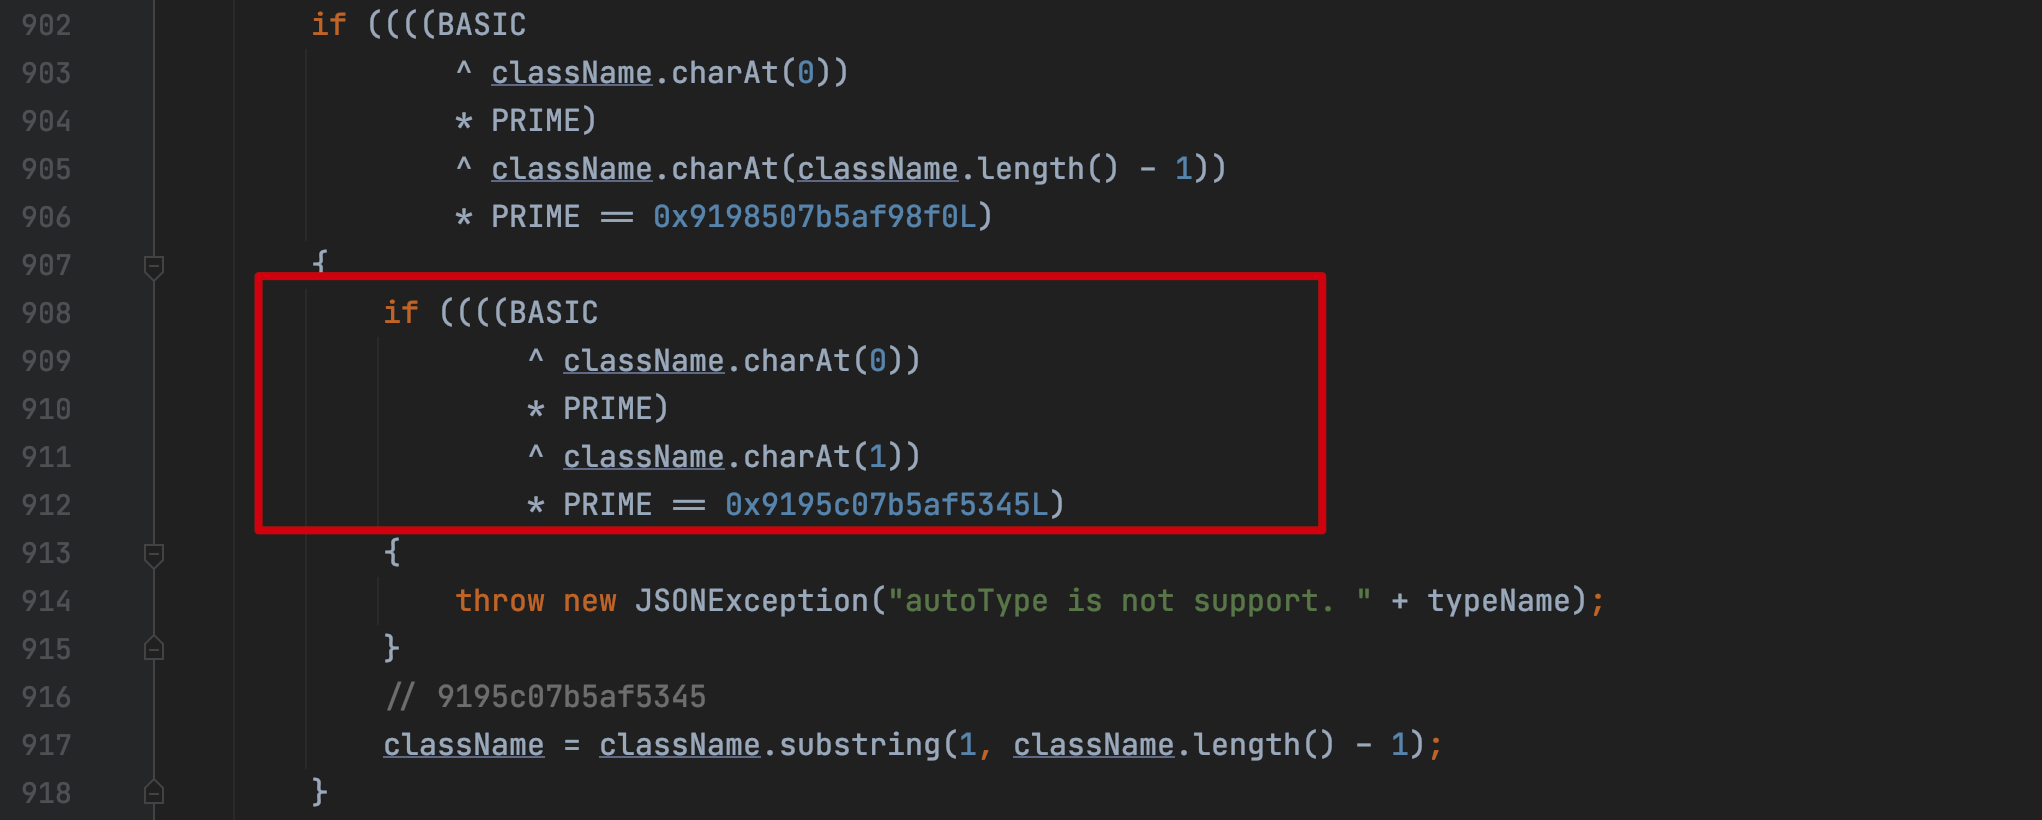 902 if ((((BASIC
903 ^ className.charAt(0))
904 * PRIME)
905 ^ className.charAt(className.length() - 1))
906 * PRIME == 0x9198507b5af98f0L)
907 {
908 if ((((BASIC
909 ^ className.charAt(0))
910 * PRIME)
911 ^ className.charAt(1))
912 * PRIME == 0x9195c07b5af5345L)
913 {
914 throw new JSONException("autoType is not support. " + typeName);
915 }
916 // 9195c07b5af5345
917 className = className.substring(1, className.length() - 1);
918 }